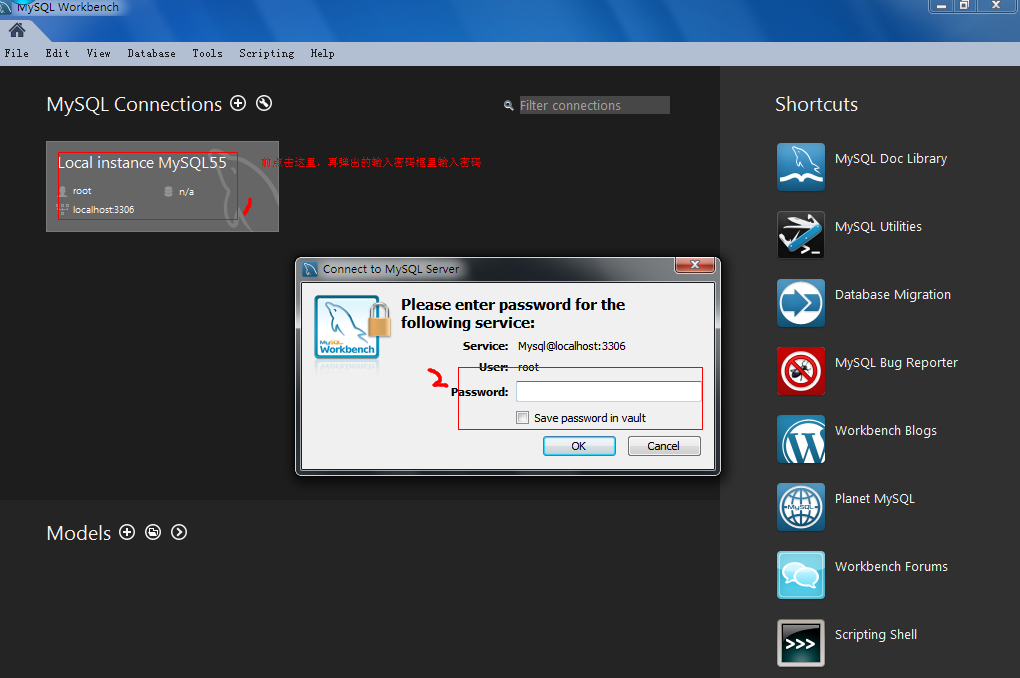 MySQL Workbench
File Edit View Database Tools Scripting Help
MySQL Connections
Filter connections
Local instance MySQL55
点击这里，再弹出的输入密码框里输入密码
root
n/a
localhost:3306
1
Connect to MySQL Server
Please enter password for the
following service:
MySQL
Workbench
Service: Mysql@localhost:3306
User: root
2
Password:
Save password in vault
OK
Cancel
Models
Shortcuts
MySQL Doc Library
MySQL Utilities
Database Migration
MySQL Bug Reporter
Workbench Blogs
MySQL
Planet MySQL
Workbench Forums
>>>
Scripting Shell